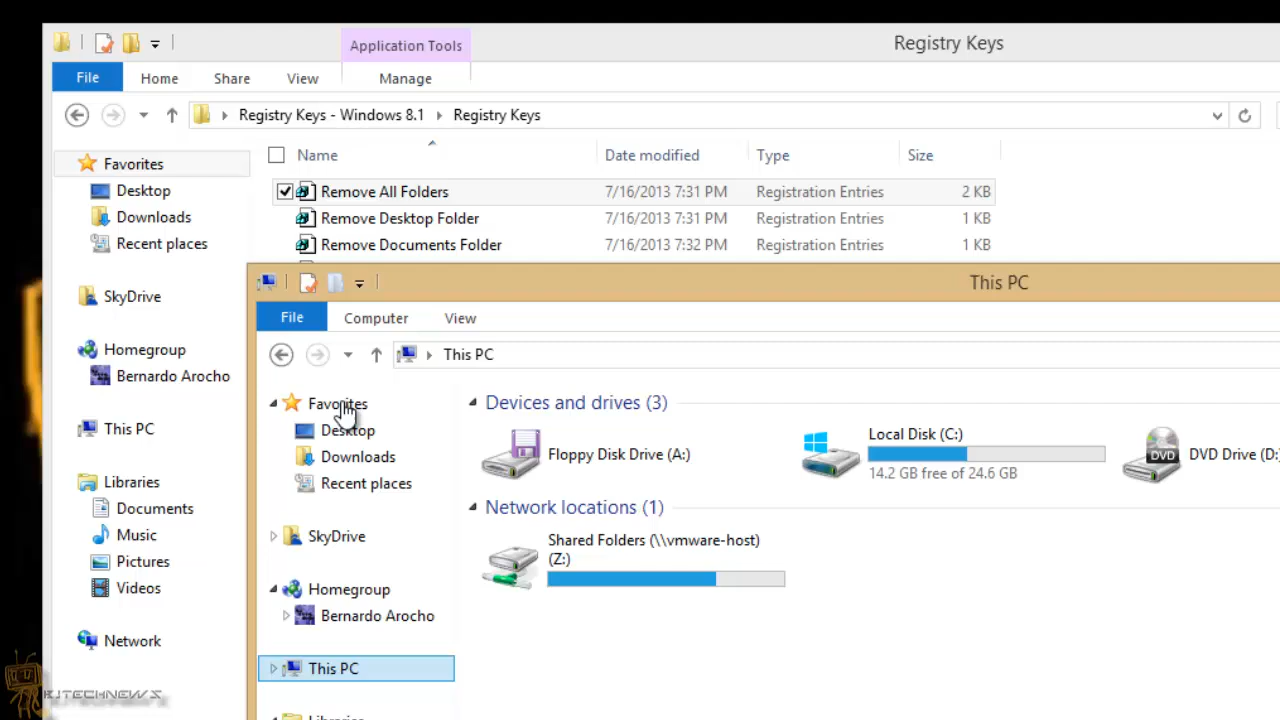 Application Tools
Registry Keys
File
Home
Share
View
Manage
Registry Keys - Windows 8.1
Registry Keys
Name
Date modified
Type
Size
Favorites
Desktop
Downloads
Recent places
SkyDrive
Homegroup
Bernardo Arocho
This PC
Libraries
Documents
Music
Pictures
Videos
Network
Remove All Folders 7/16/2013 7:31 PM Registration Entries 2 KB
Remove Desktop Folder 7/16/2013 7:31 PM Registration Entries 1 KB
Remove Documents Folder 7/16/2013 7:32 PM Registration Entries 1 KB
This PC
File
Computer
View
This PC
Favorites
Desktop
Downloads
Recent places
SkyDrive
Homegroup
Bernardo Arocho
This PC
Libraries
Devices and drives (3)
Floppy Disk Drive (A:)
Local Disk (C:)
14.2 GB free of 24.6 GB
DVD
DVD Drive (D:)
Network locations (1)
Shared Folders (\\vmware-host)
(Z:)
BJTECHNEWS